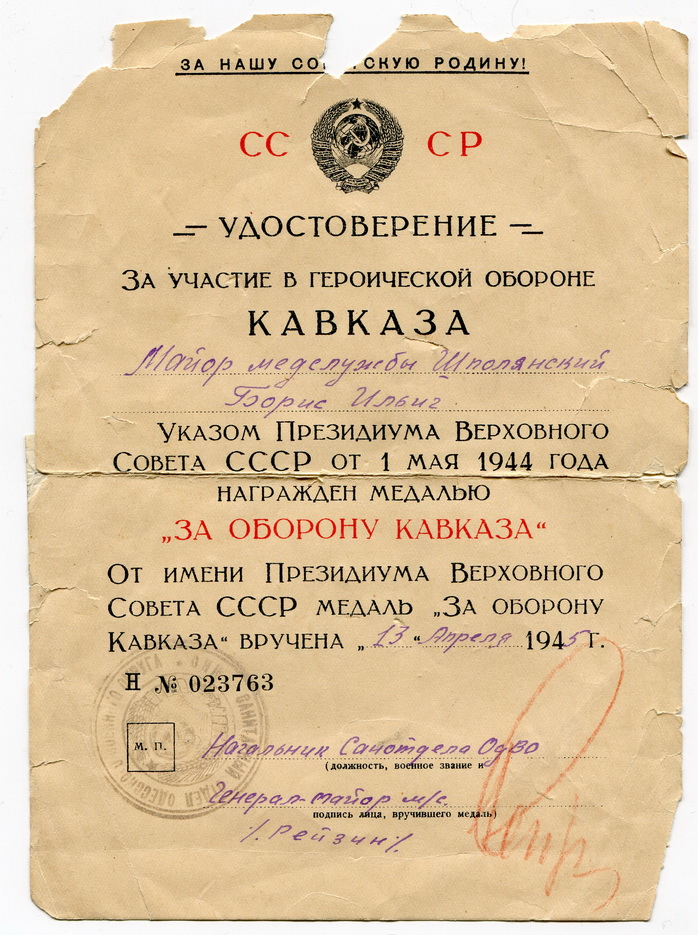 ЗА НАШУ СОВЕТСКУЮ РОДИНУ!
СС СР
УДОСТОВЕРЕНИЕ
ЗА УЧАСТИЕ В ГЕРОИЧЕСКОЙ ОБОРОНЕ
КАВКАЗА
Майор медслужбы Шполянский
Борис Ильич
УКАЗОМ ПРЕЗИДИУМА ВЕРХОВНОГО
СОВЕТА СССР ОТ 1 МАЯ 1944 ГОДА
НАГРАЖДЕН МЕДАЛЬЮ
„ЗА ОБОРОНУ КАВКАЗА“
ОТ ИМЕНИ ПРЕЗИДИУМА ВЕРХОВНОГО
СОВЕТА СССР МЕДАЛЬ „ЗА ОБОРОНУ
КАВКАЗА“ ВРУЧЕНА „13“ Апреля 1945 Г.
Н № 023763
М. П.
Начальник Санотдела ОдВО
(должность, военное звание и
Генерал-майор м/с.
подпись лица, вручившего медаль)
/.Рейзин/.